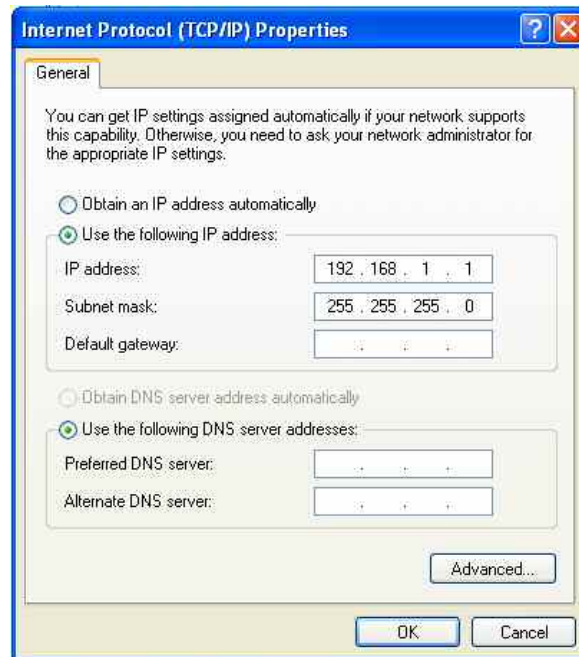 Internet Protocol (TCP/IP) Properties
General
You can get IP settings assigned automatically if your network supports
this capability. Otherwise, you need to ask your network administrator for
the appropriate IP settings.
Obtain an IP address automatically
Use the following IP address:
IP address: 192 . 168 . 1 . 1
Subnet mask: 255 . 255 . 255 . 0
Default gateway: . . .
Obtain DNS server address automatically
Use the following DNS server addresses:
Preferred DNS server: . . .
Alternate DNS server: . . .
Advanced...
OK Cancel